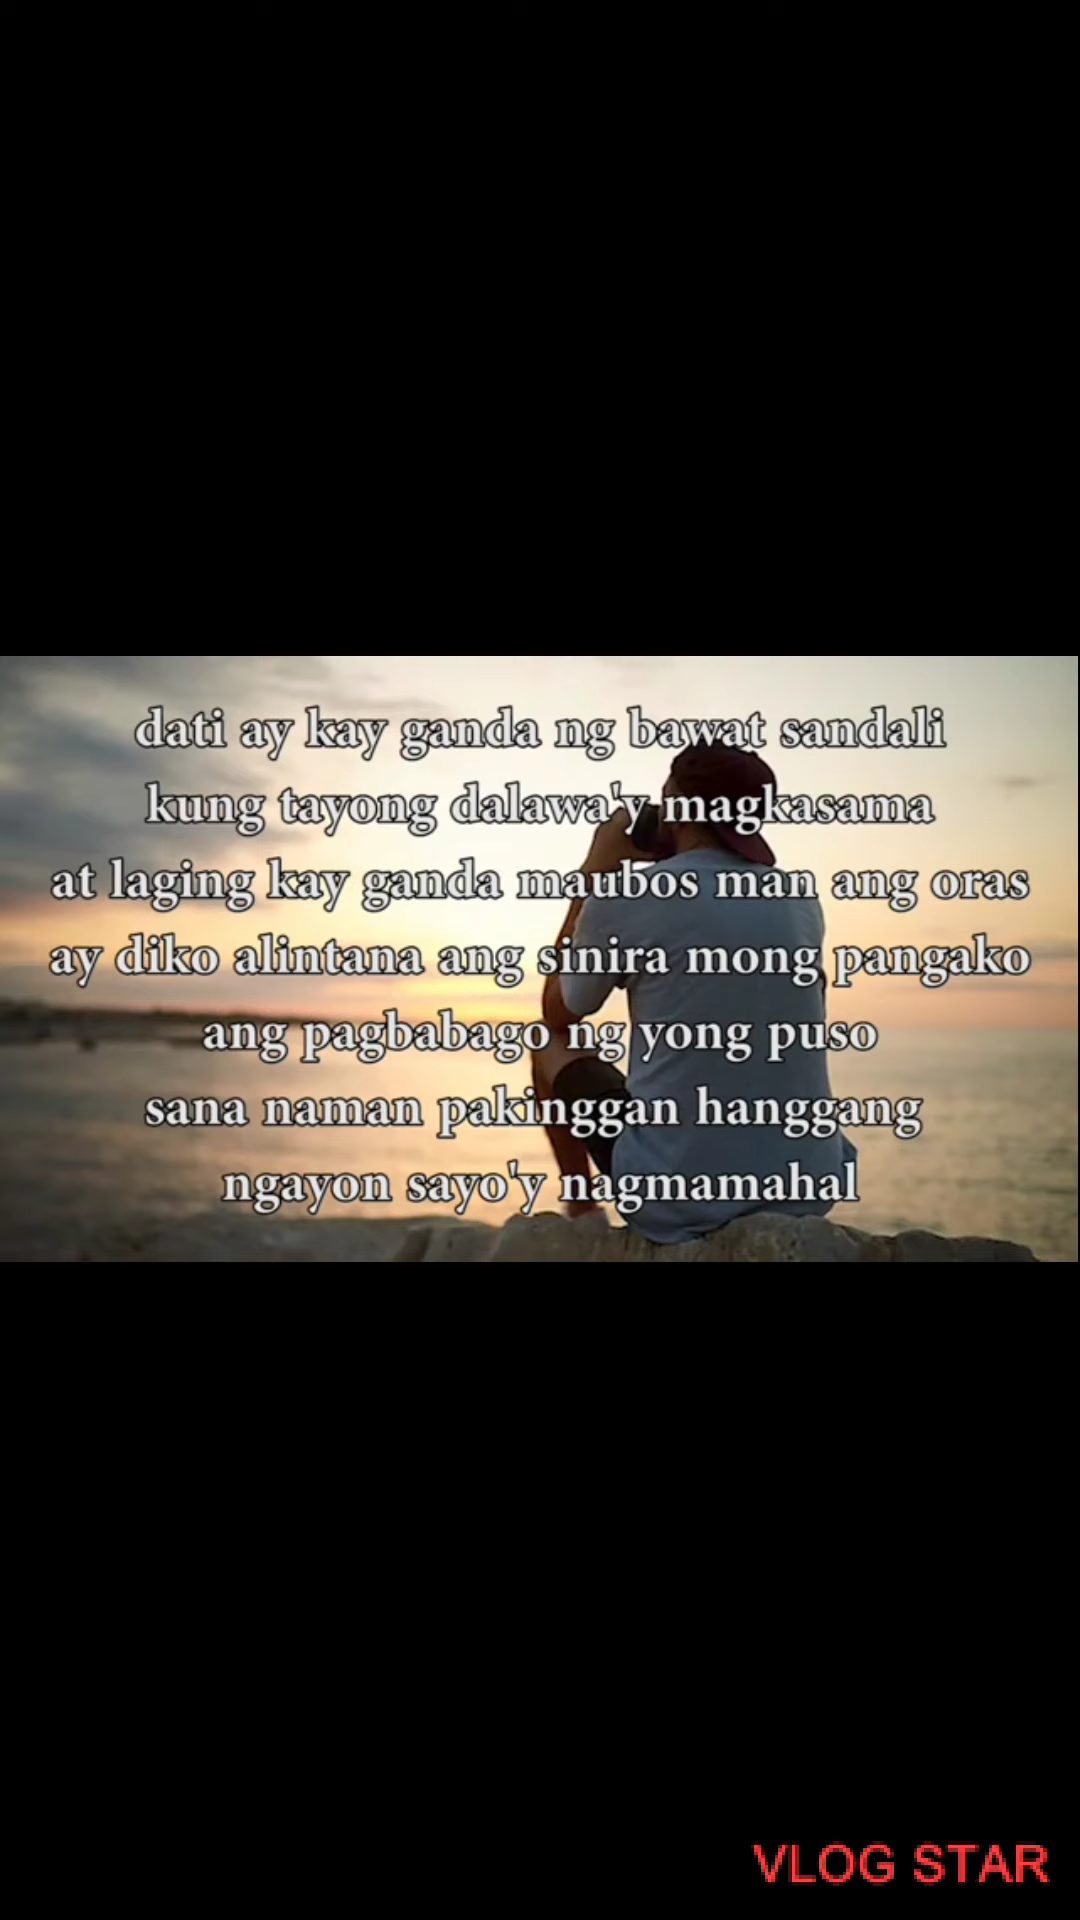 dati ay kay ganda ng bawat sandali
kung tayong dalawa'y magkasama
at laging kay ganda maubos man ang oras
ay diko alintana ang sinira mong pangako
ang pagbabago ng yong puso
sana naman pakinggan hanggang
ngayon sayo'y nagmamahal
VLOG STAR